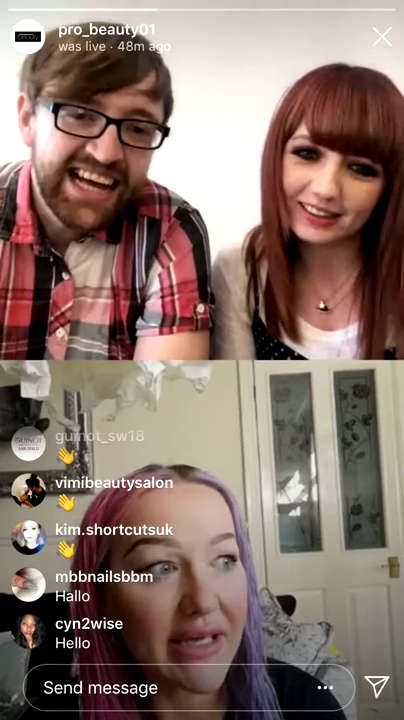 pro_beauty01
was live · 48m ago
guinot_sw18
👋
vimibeautysalon
👋
kim.shortcutsuk
👋
mbbnailsbbm
Hallo
cyn2wise
Hello
Send message